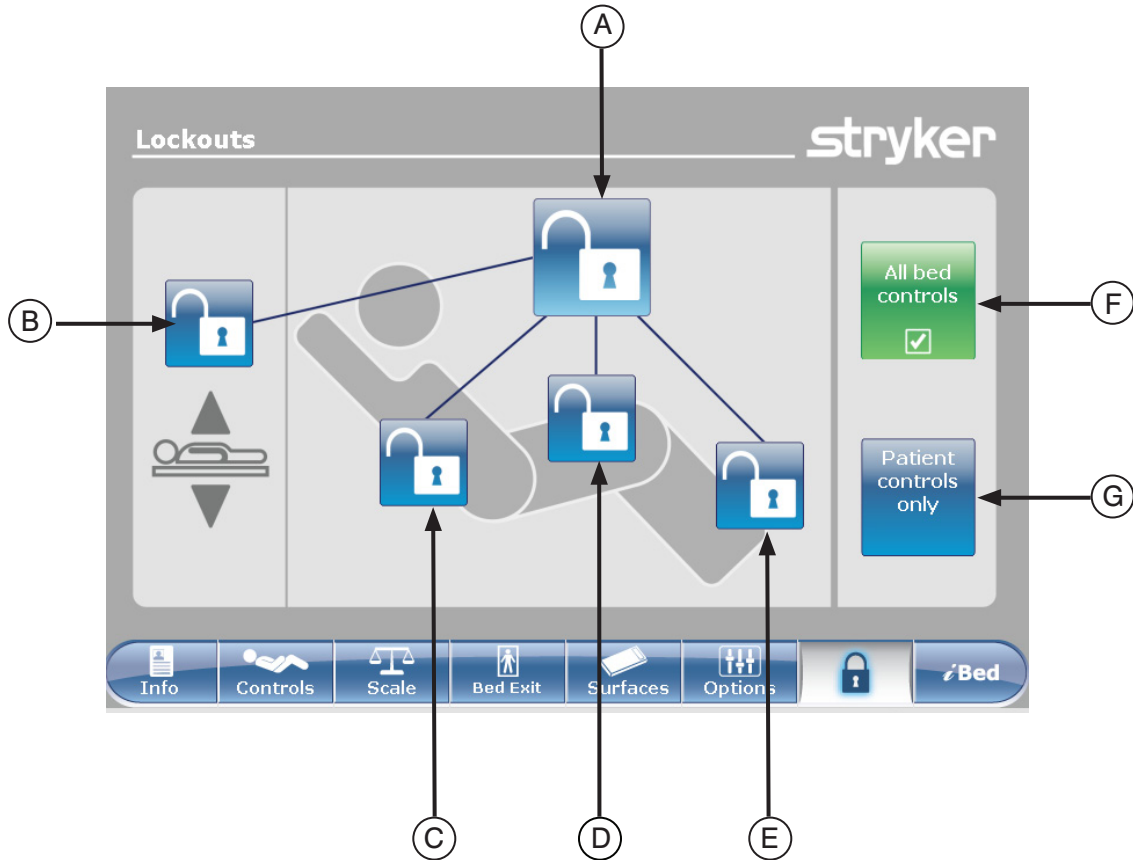 A
Lockouts
stryker
B
All bed
controls
F
Patient
controls
only
G
Info
Controls
Scale
Bed Exit
Surfaces
Options
iBed
C
D
E